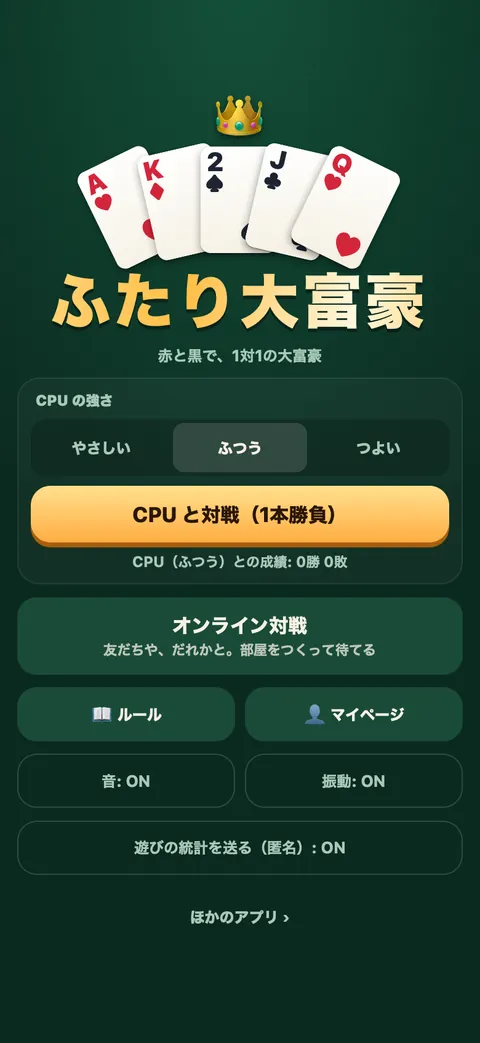 A K 2 J Q
ふたり大富豪
赤と黒で、1対1の大富豪
CPU の強さ
やさしい ふつう つよい
CPU と対戦（1本勝負）
CPU（ふつう）との成績: 0勝 0敗
オンライン対戦
友だちや、だれかと。部屋をつくって待てる
📖 ルール 👤 マイページ
音: ON 振動: ON
遊びの統計を送る（匿名）: ON
ほかのアプリ ›